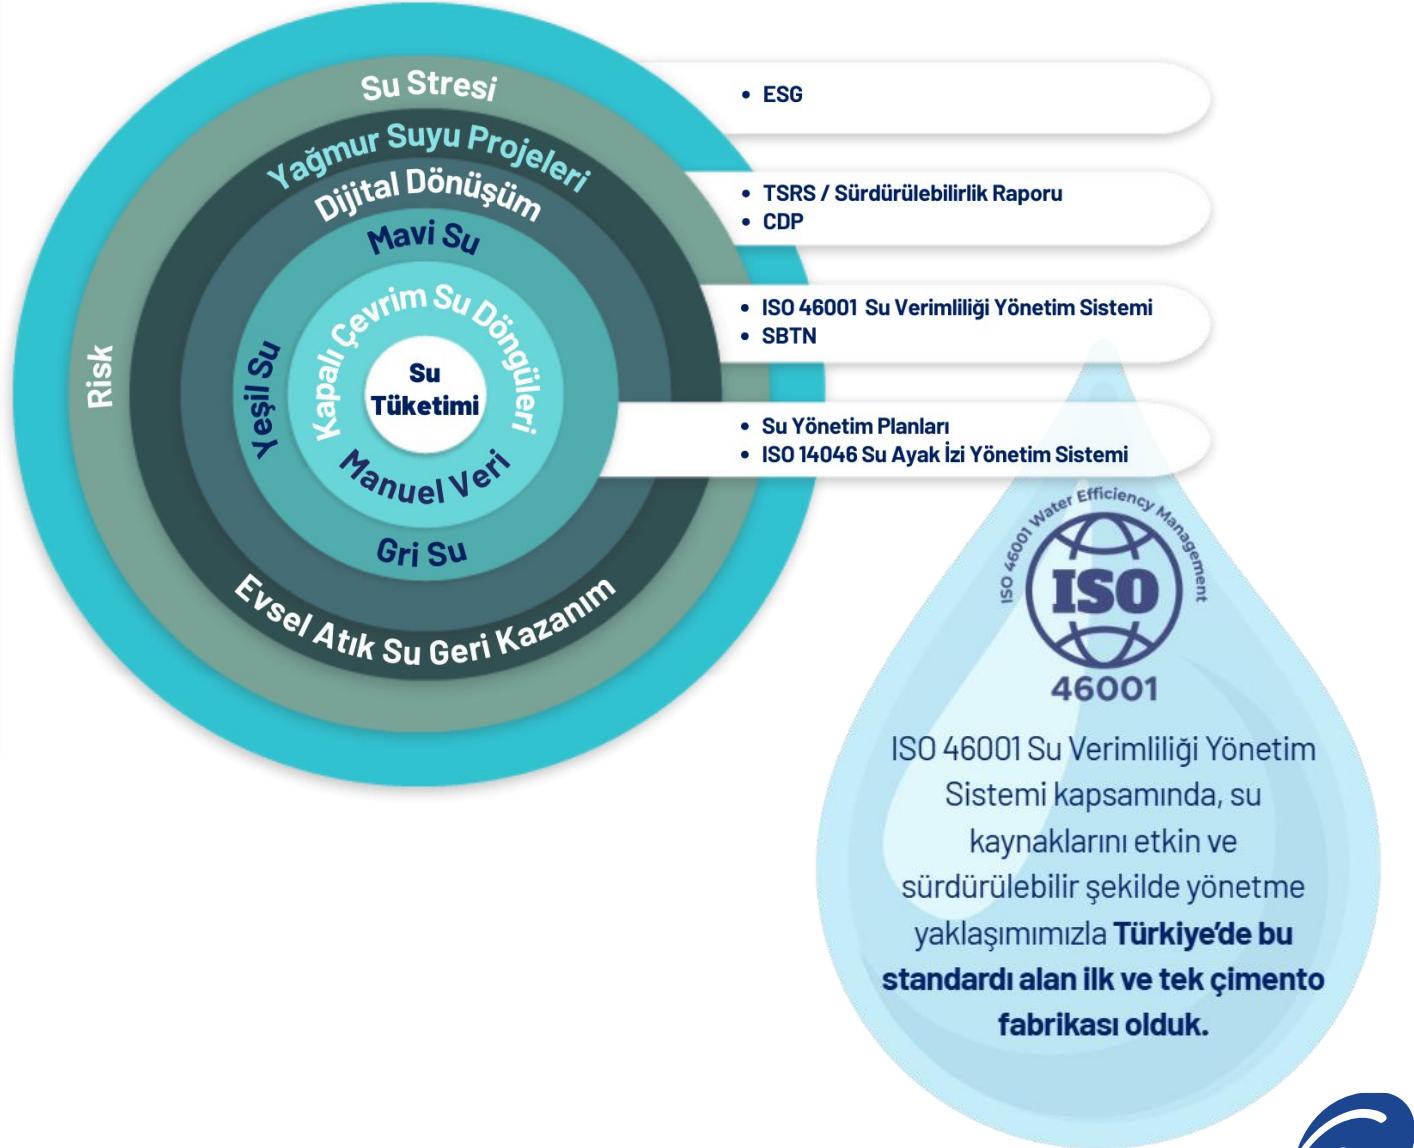 Su Stresi
Yağmur Suyu Projeleri
Dijital Dönüşüm
Mavi Su
Kapalı Çevrim Su Döngüleri
Risk
Yeşil Su
Su
Tüketimi
Manuel Veri
Gri Su
Evsel Atık Su Geri Kazanım
• ESG
• TSRS / Sürdürülebilirlik Raporu
• CDP
• ISO 46001 Su Verimliliği Yönetim Sistemi
• SBTN
• Su Yönetim Planları
• ISO 14046 Su Ayak İzi Yönetim Sistemi
ISO 46001 Water Efficiency Management
ISO
46001
ISO 46001 Su Verimliliği Yönetim
Sistemi kapsamında, su
kaynaklarını etkin ve
sürdürülebilir şekilde yönetme
yaklaşımımızla Türkiye’de bu
standardı alan ilk ve tek çimento
fabrikası olduk.